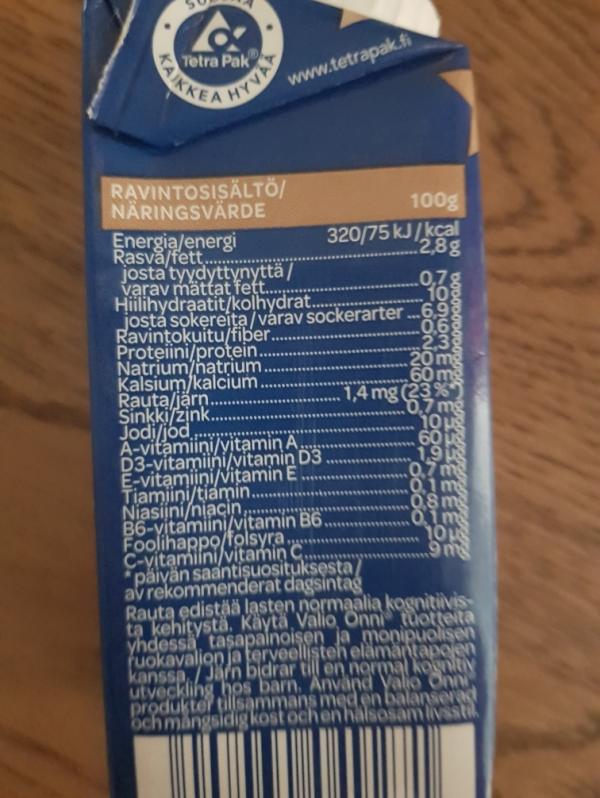 Tetra Pak®
KAIKKEA HYVÄÄ
www.tetrapak.fi
RAVINTOSISÄLTÖ/
NÄRINGSVÄRDE 100g
Energia/energi 320/75 kJ/kcal
Rasva/fett 2,8 g
josta tyydyttynyttä/
varav mättat fett 0,7 g
Hiilihydraatit/kolhydrat 10 g
josta sokereita/varav sockerarter 6,9 g
Ravintokuitu/fiber 0,6 g
Proteiini/protein 2,3 g
Natrium/natrium 20 mg
Kalsium/kalcium 60 mg
Rauta/järn 1,4 mg (23 %*)
Sinkki/zink 0,7 mg
Jodi/jod 10 µg
A-vitamiini/vitamin A 60 µg
D3-vitamiini/vitamin D3 1,9 µg
E-vitamiini/vitamin E 0,7 mg
Tiamiini/tiamin 0,1 mg
Niasiini/niacin 0,8 mg
B6-vitamiini/vitamin B6 0,1 mg
Foolihappo/folsyra 10 µg
C-vitamiini/vitamin C 9 mg
*päivän saantisuosituksesta/
av rekommenderat dagsintag
Rauta edistää lasten normaalia kognitiivis-
ta kehitystä. Käytä Valio Onni® tuotteita
yhdessä tasapainoisen ja monipuolisen
ruokavalion ja terveellisten elämäntapojen
kanssa. / Järn bidrar till en normal kognitiv
utveckling hos barn. Använd Valio Onni®
produkter tillsammans med en balanserad
och mångsidig kost och en hälsosam livsstil.